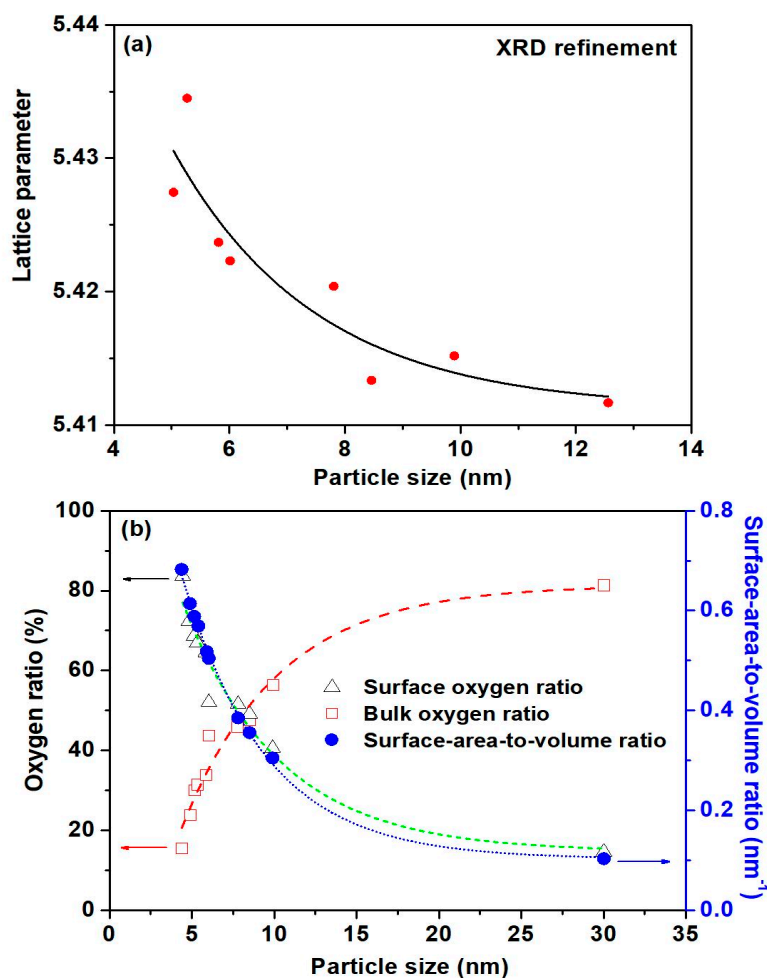 (a)
XRD refinement
5.44
5.43
5.42
5.41
Lattice parameter
4
6
8
10
12
14
Particle size (nm)
(b)
100
80
60
40
20
0
Oxygen ratio (%)
Surface oxygen ratio
Bulk oxygen ratio
Surface-area-to-volume ratio
0.8
0.6
0.4
0.2
0.0
Surface-area-to-volume ratio (nm⁻¹)
0
5
10
15
20
25
30
35
Particle size (nm)